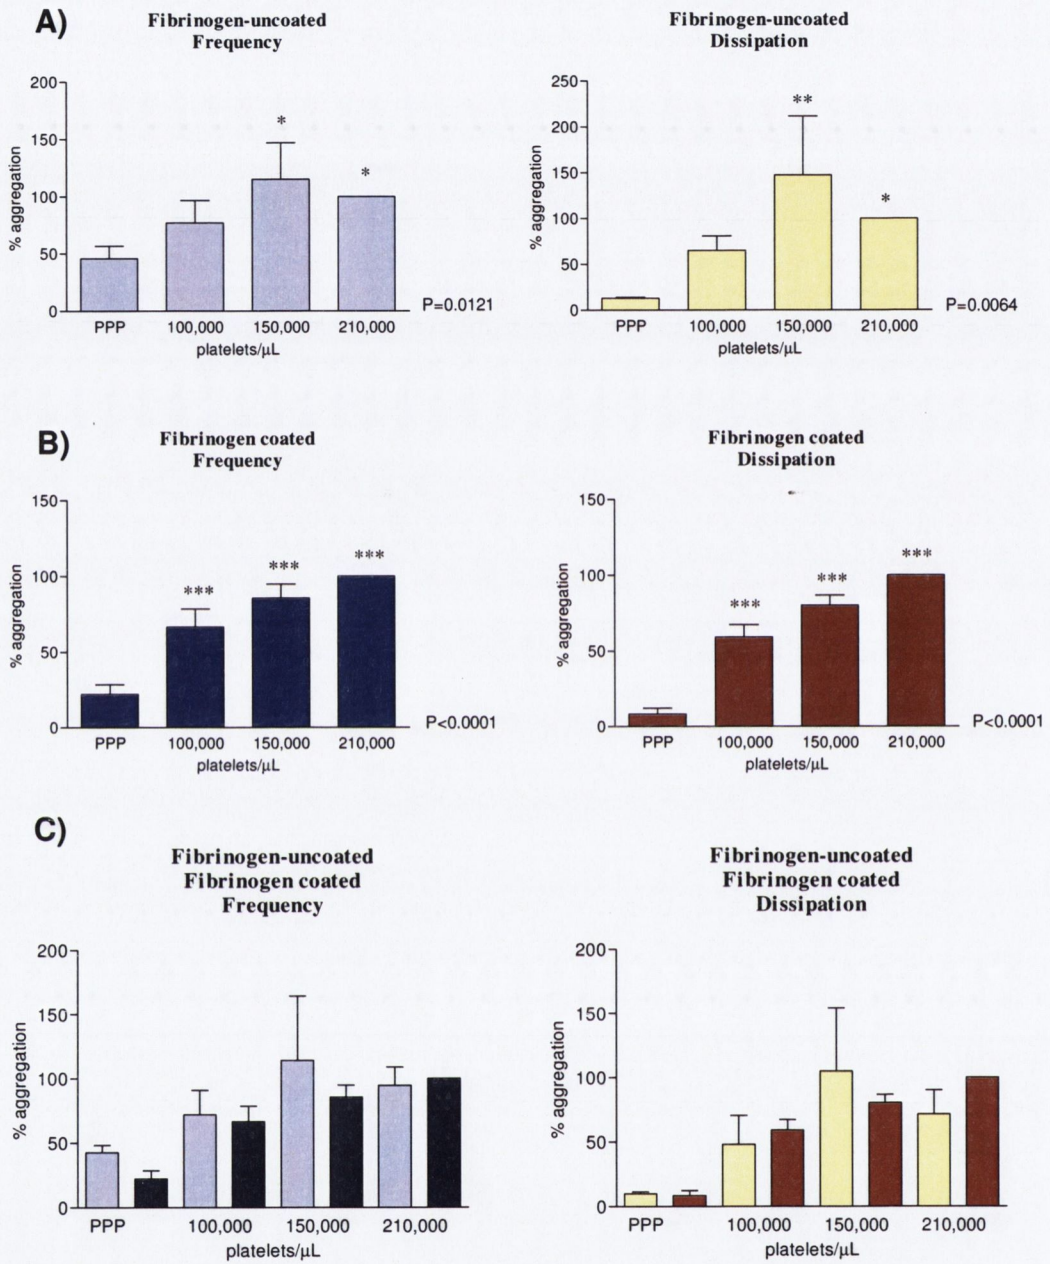 A)
Fibrinogen-uncoated
Frequency
200
150
100
50
0
% aggregation
*
*
PPP
100,000
150,000
210,000
platelets/µL
P=0.0121
Fibrinogen-uncoated
Dissipation
250
200
150
100
50
0
% aggregation
**
*
PPP
100,000
150,000
210,000
platelets/µL
P=0.0064
B)
Fibrinogen coated
Frequency
150
100
50
0
% aggregation
***
***
***
PPP
100,000
150,000
210,000
platelets/µL
P<0.0001
Fibrinogen coated
Dissipation
150
100
50
0
% aggregation
***
***
***
PPP
100,000
150,000
210,000
platelets/µL
P<0.0001
C)
Fibrinogen-uncoated
Fibrinogen coated
Frequency
200
150
100
50
0
% aggregation
PPP
100,000
150,000
210,000
platelets/µL
Fibrinogen-uncoated
Fibrinogen coated
Dissipation
200
150
100
50
0
% aggregation
PPP
100,000
150,000
210,000
platelets/µL